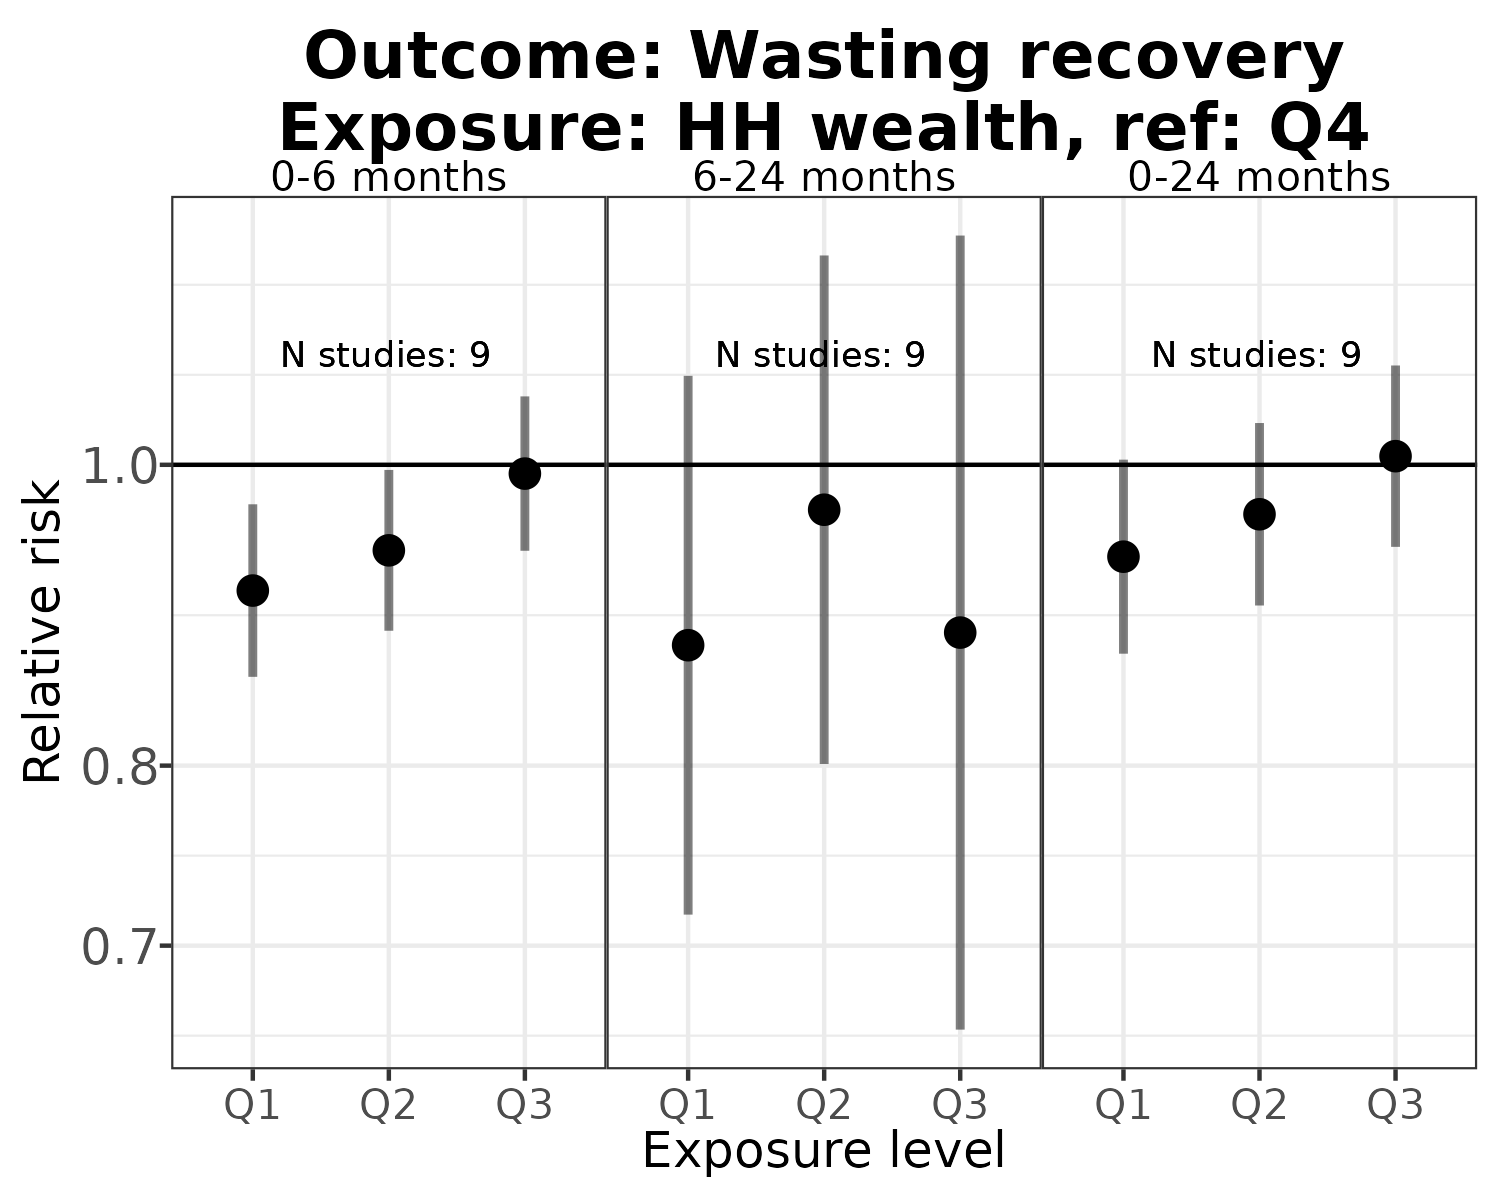 Outcome: Wasting recovery
Exposure: HH wealth, ref: Q4
0-6 months
6-24 months
0-24 months
N studies: 9
N studies: 9
N studies: 9
Relative risk
1.0
0.8
0.7
Q1
Q2
Q3
Q1
Q2
Q3
Q1
Q2
Q3
Exposure level